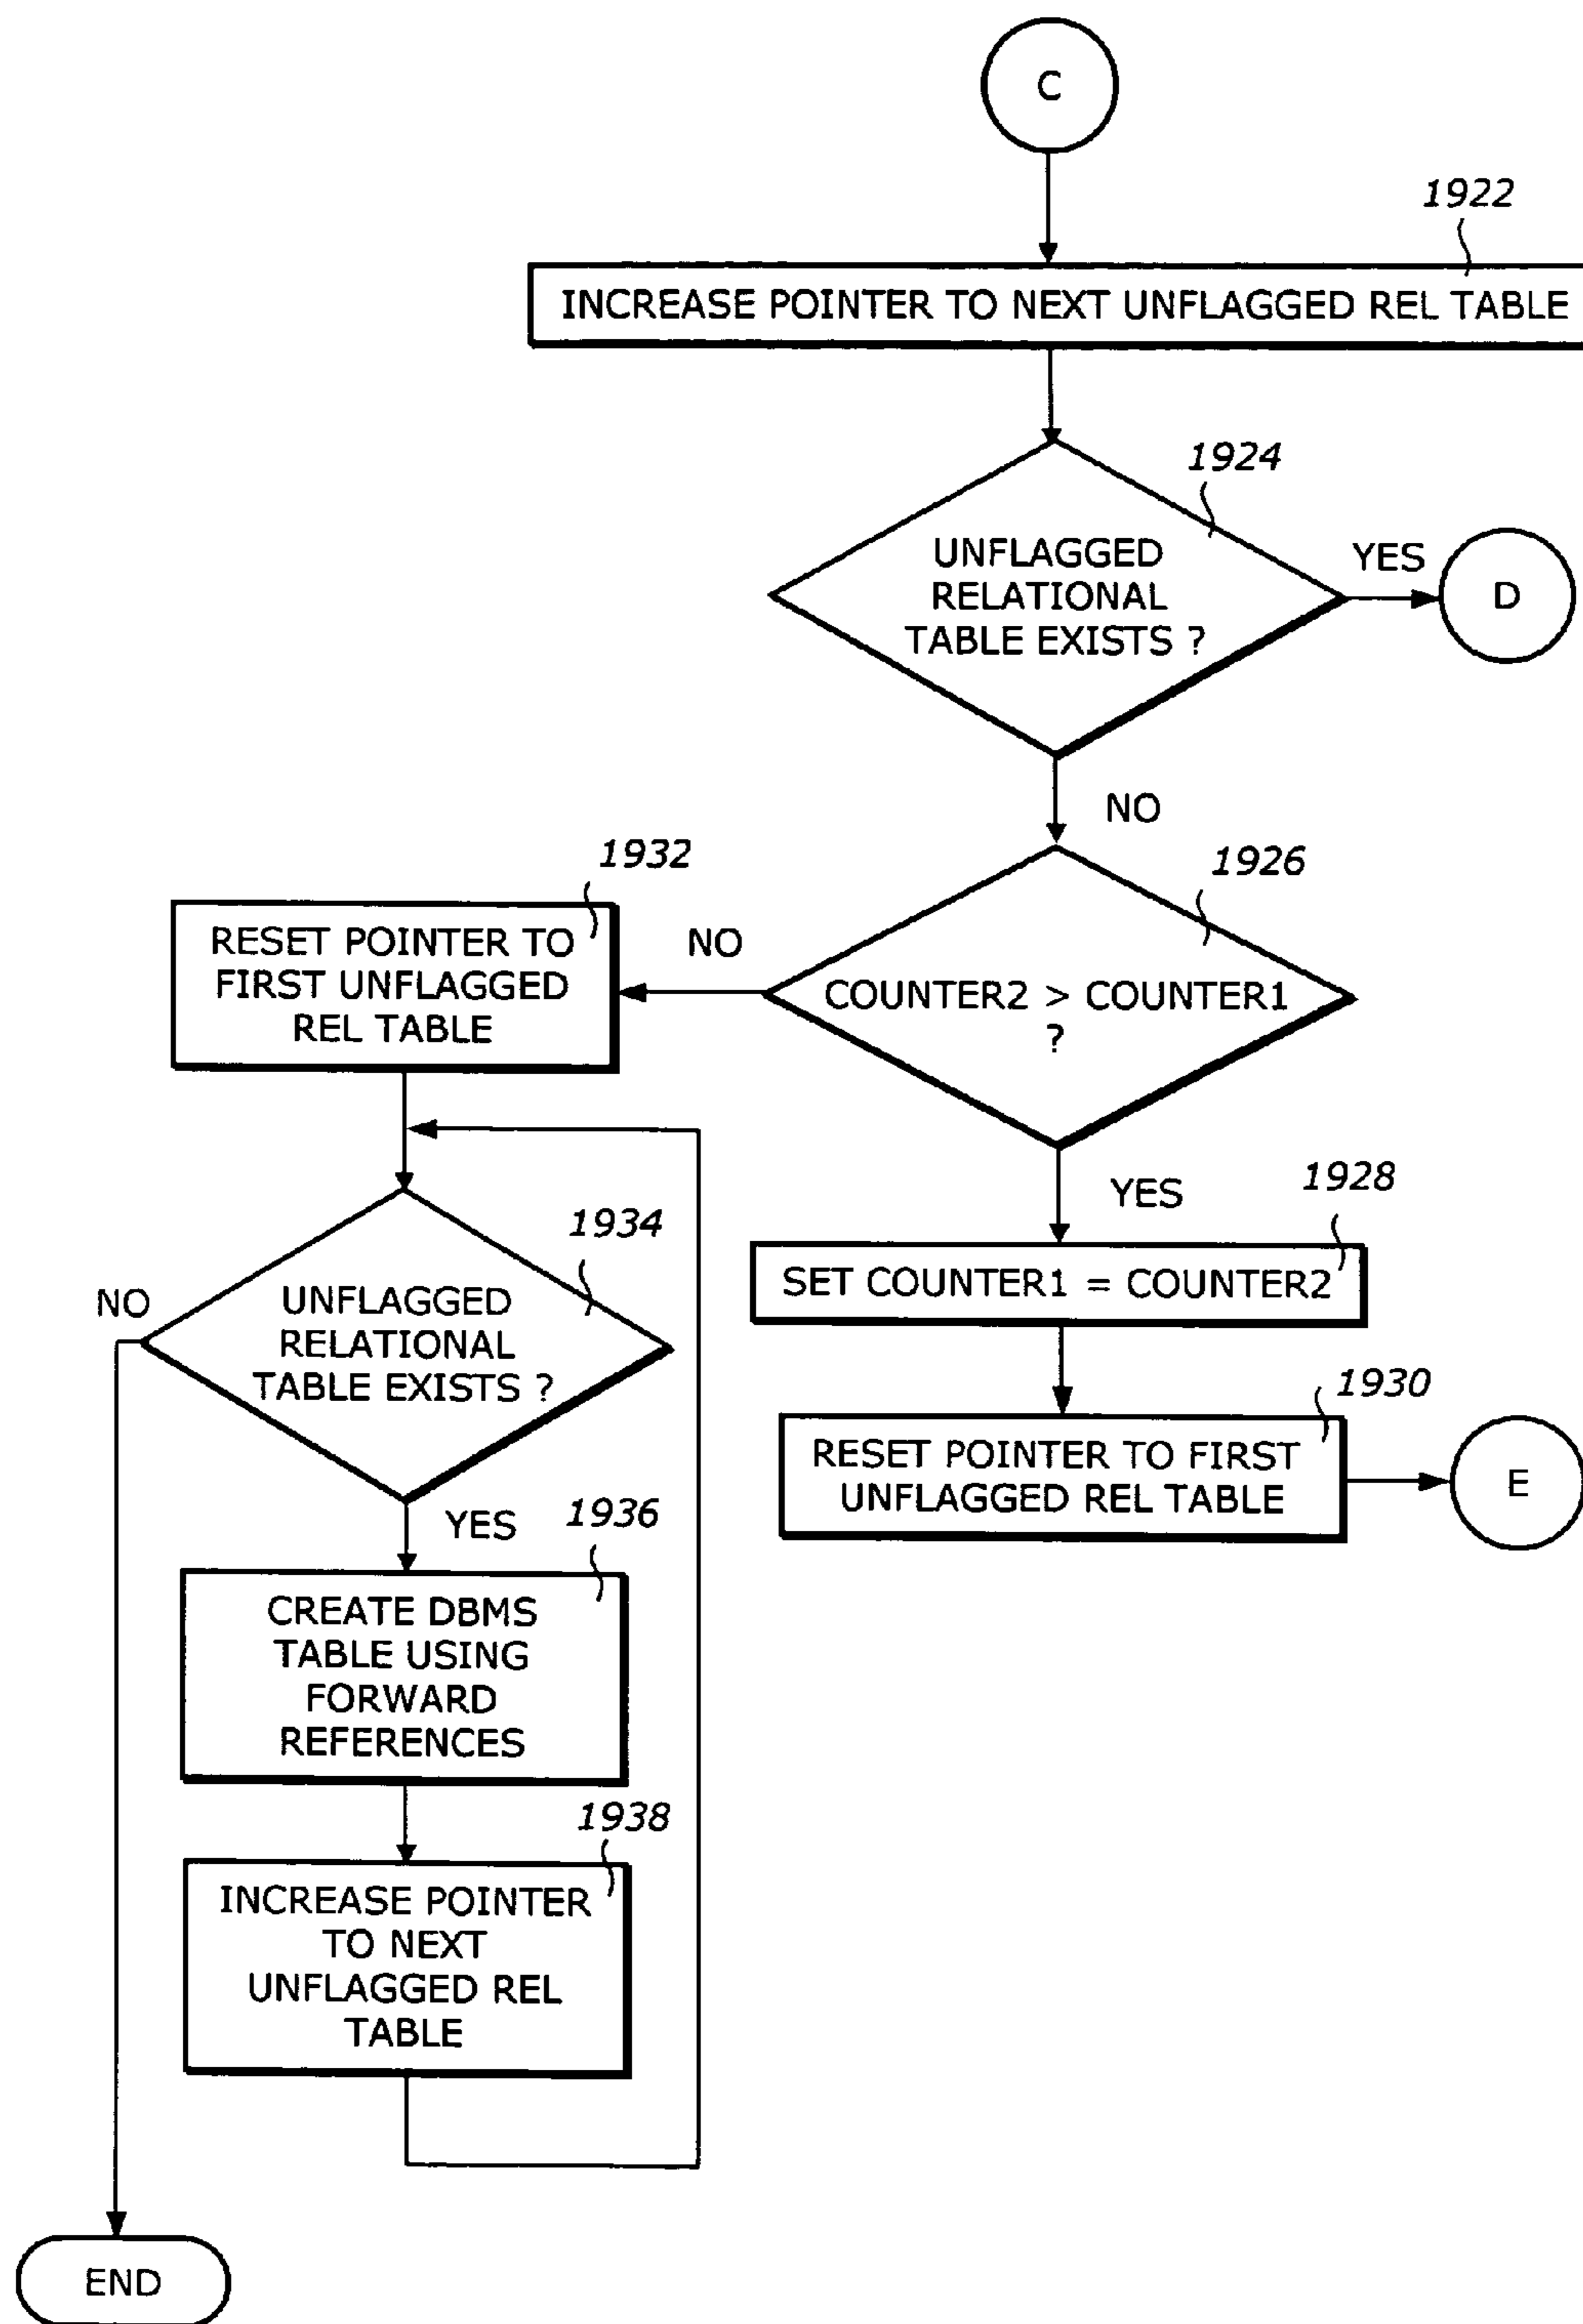 C
1922
INCREASE POINTER TO NEXT UNFLAGGED REL TABLE
1924
UNFLAGGED
RELATIONAL
TABLE EXISTS ?
YES
D
NO
1926
COUNTER2 > COUNTER1
?
NO
1932
RESET POINTER TO
FIRST UNFLAGGED
REL TABLE
YES
1928
SET COUNTER1 = COUNTER2
1930
RESET POINTER TO FIRST
UNFLAGGED REL TABLE
E
1934
UNFLAGGED
RELATIONAL
TABLE EXISTS ?
NO
YES
1936
CREATE DBMS
TABLE USING
FORWARD
REFERENCES
1938
INCREASE POINTER
TO NEXT
UNFLAGGED REL
TABLE
END